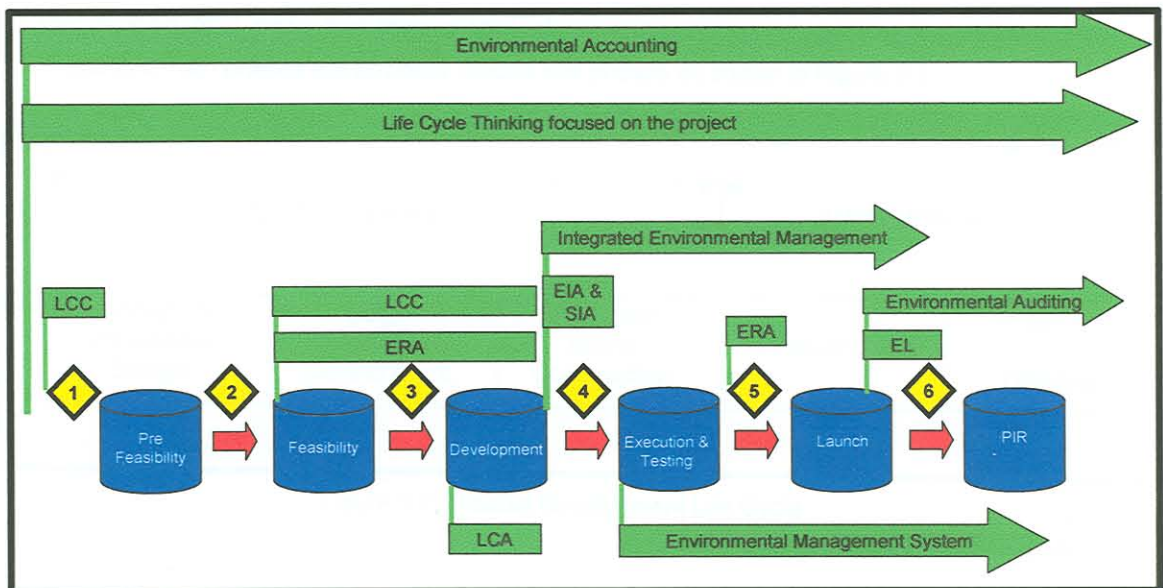 Environmental Accounting
Life Cycle Thinking focused on the project
Integrated Environmental Management
LCC
LCC
EIA &
SIA
Environmental Auditing
ERA
ERA
EL
1
2
3
4
5
6
Pre
Feasibility
Feasibility
Development
Execution &
Testing
Launch
PIR
LCA
Environmental Management System